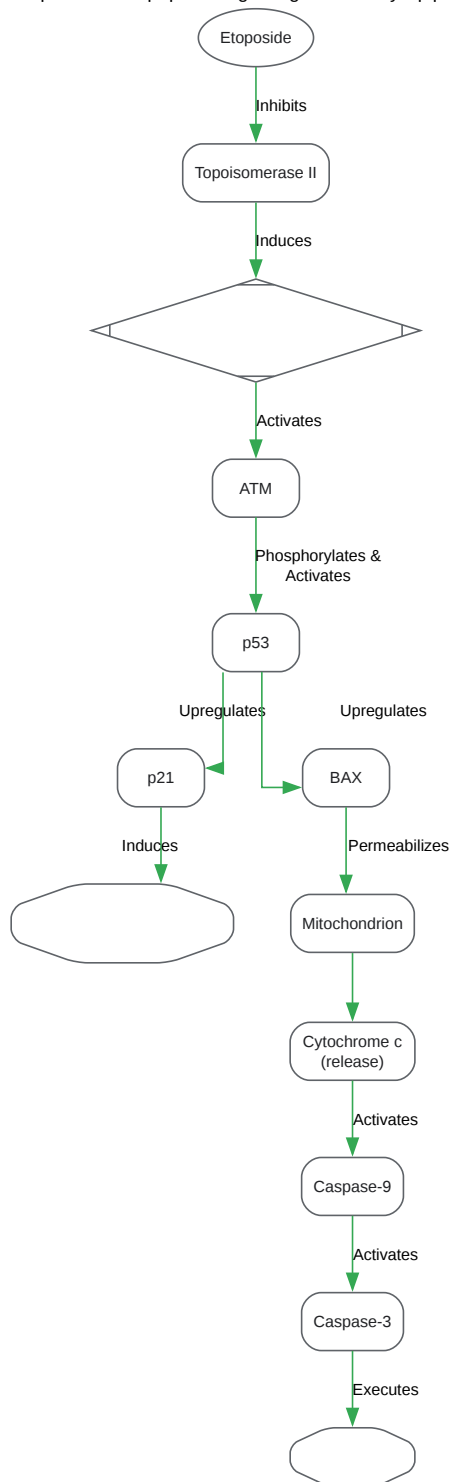 Etoposide
Inhibits
Topoisomerase II
Induces
Activates
ATM
Phosphorylates &
Activates
p53
Upregulates
Upregulates
p21
BAX
Induces
Permeabilizes
Mitochondrion
Cytochrome c
(release)
Activates
Caspase-9
Activates
Caspase-3
Executes